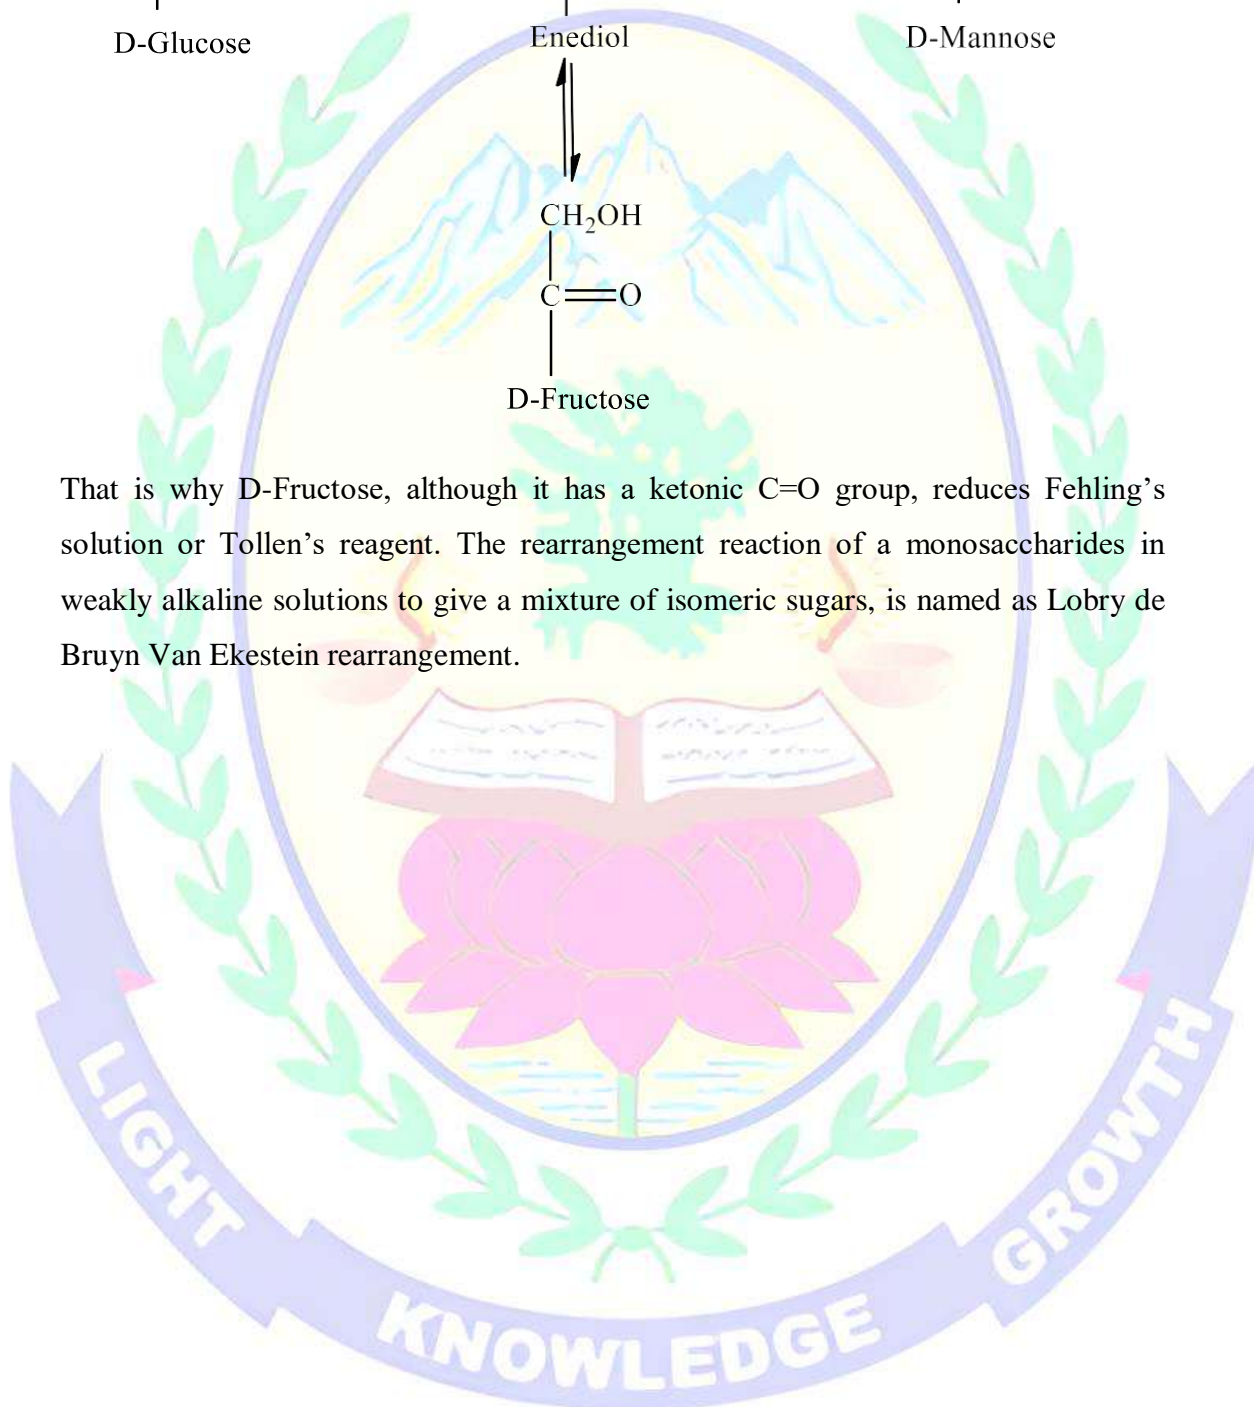 D-Glucose Enediol D-Mannose
CH₂OH
C=O
D-Fructose
That is why D-Fructose, although it has a ketonic C=O group, reduces Fehling’s
solution or Tollen’s reagent. The rearrangement reaction of a monosaccharides in
weakly alkaline solutions to give a mixture of isomeric sugars, is named as Lobry de
Bruyn Van Ekestein rearrangement.
LIGHT
KNOWLEDGE
GROWTH